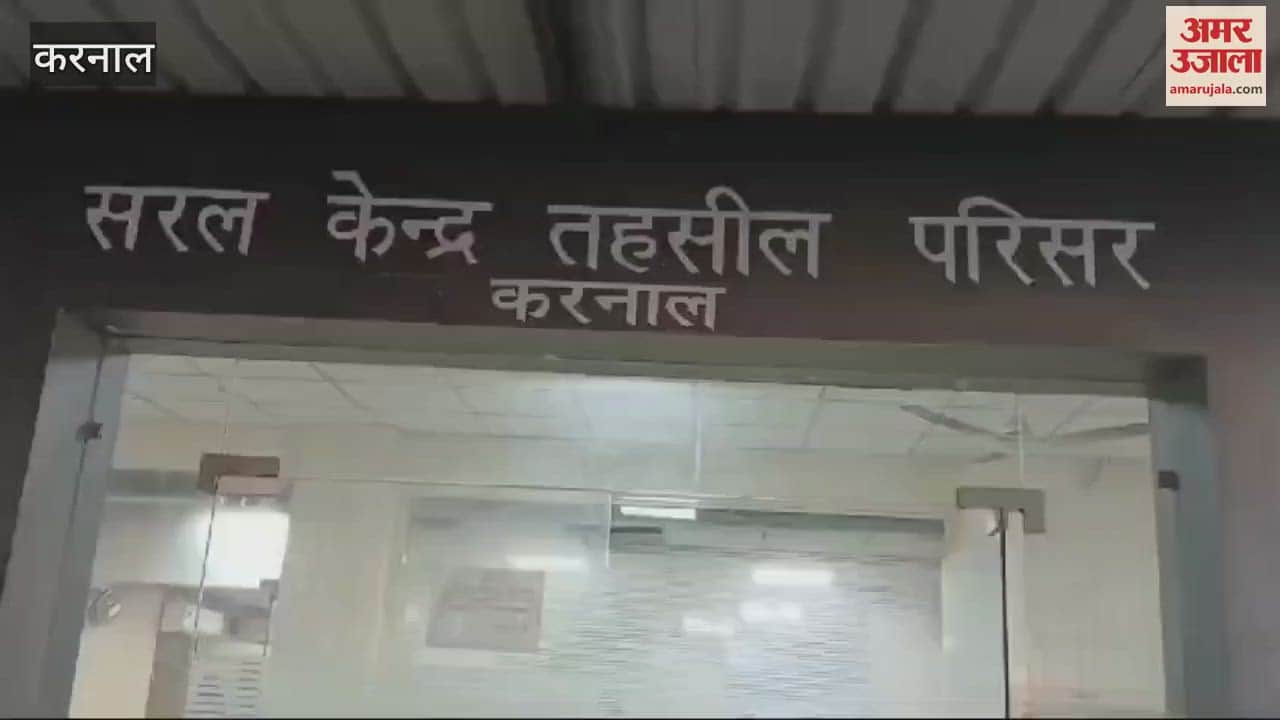 करनाल
अमर
उजाला
amarujala.com
सरल केन्द्र तहसील परिसर
करनाल